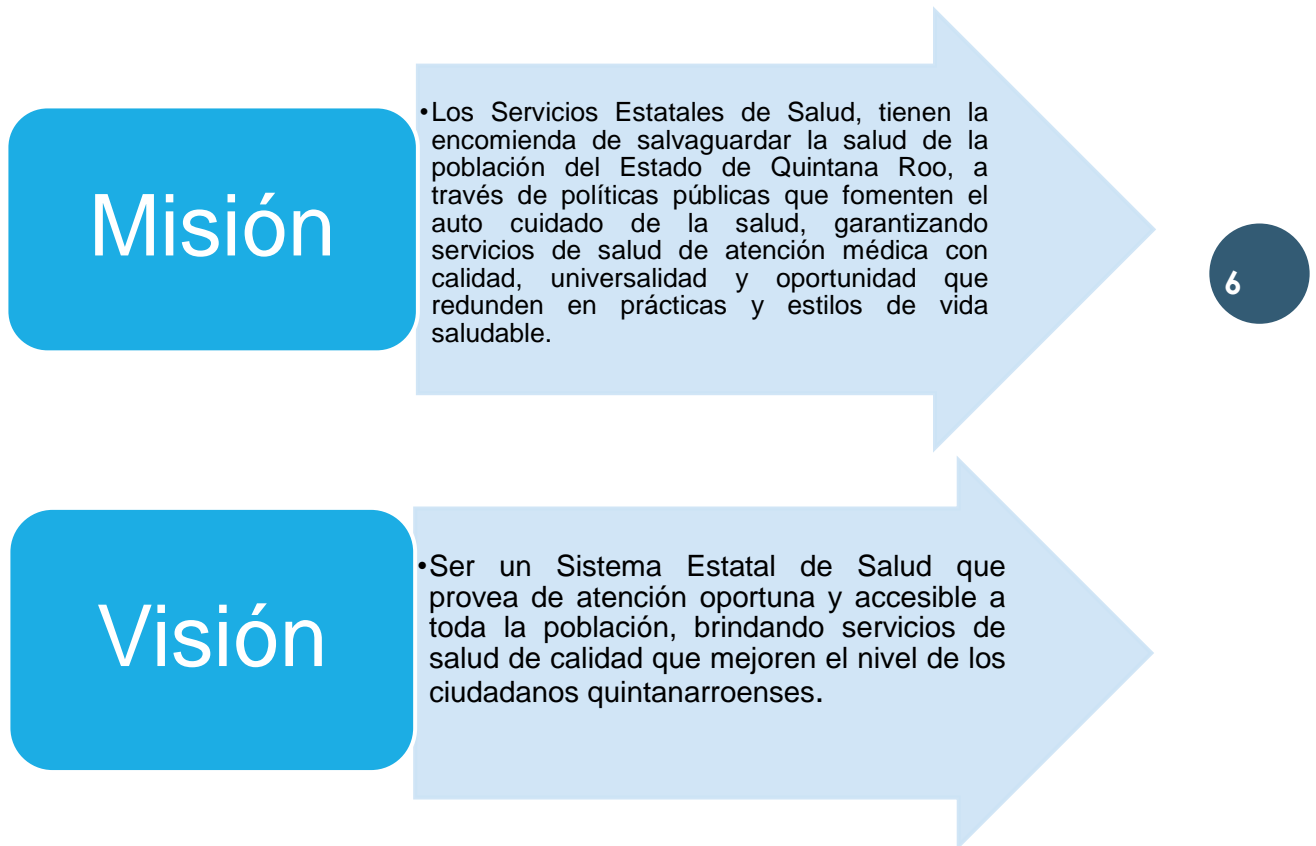 Misión
•Los Servicios Estatales de Salud, tienen la
encomienda de salvaguardar la salud de la
población del Estado de Quintana Roo, a
través de políticas públicas que fomenten el
auto cuidado de la salud, garantizando
servicios de salud de atención médica con
calidad, universalidad y oportunidad que
redunden en prácticas y estilos de vida
saludable.
6
Visión
•Ser un Sistema Estatal de Salud que
provea de atención oportuna y accesible a
toda la población, brindando servicios de
salud de calidad que mejoren el nivel de los
ciudadanos quintanarroenses.